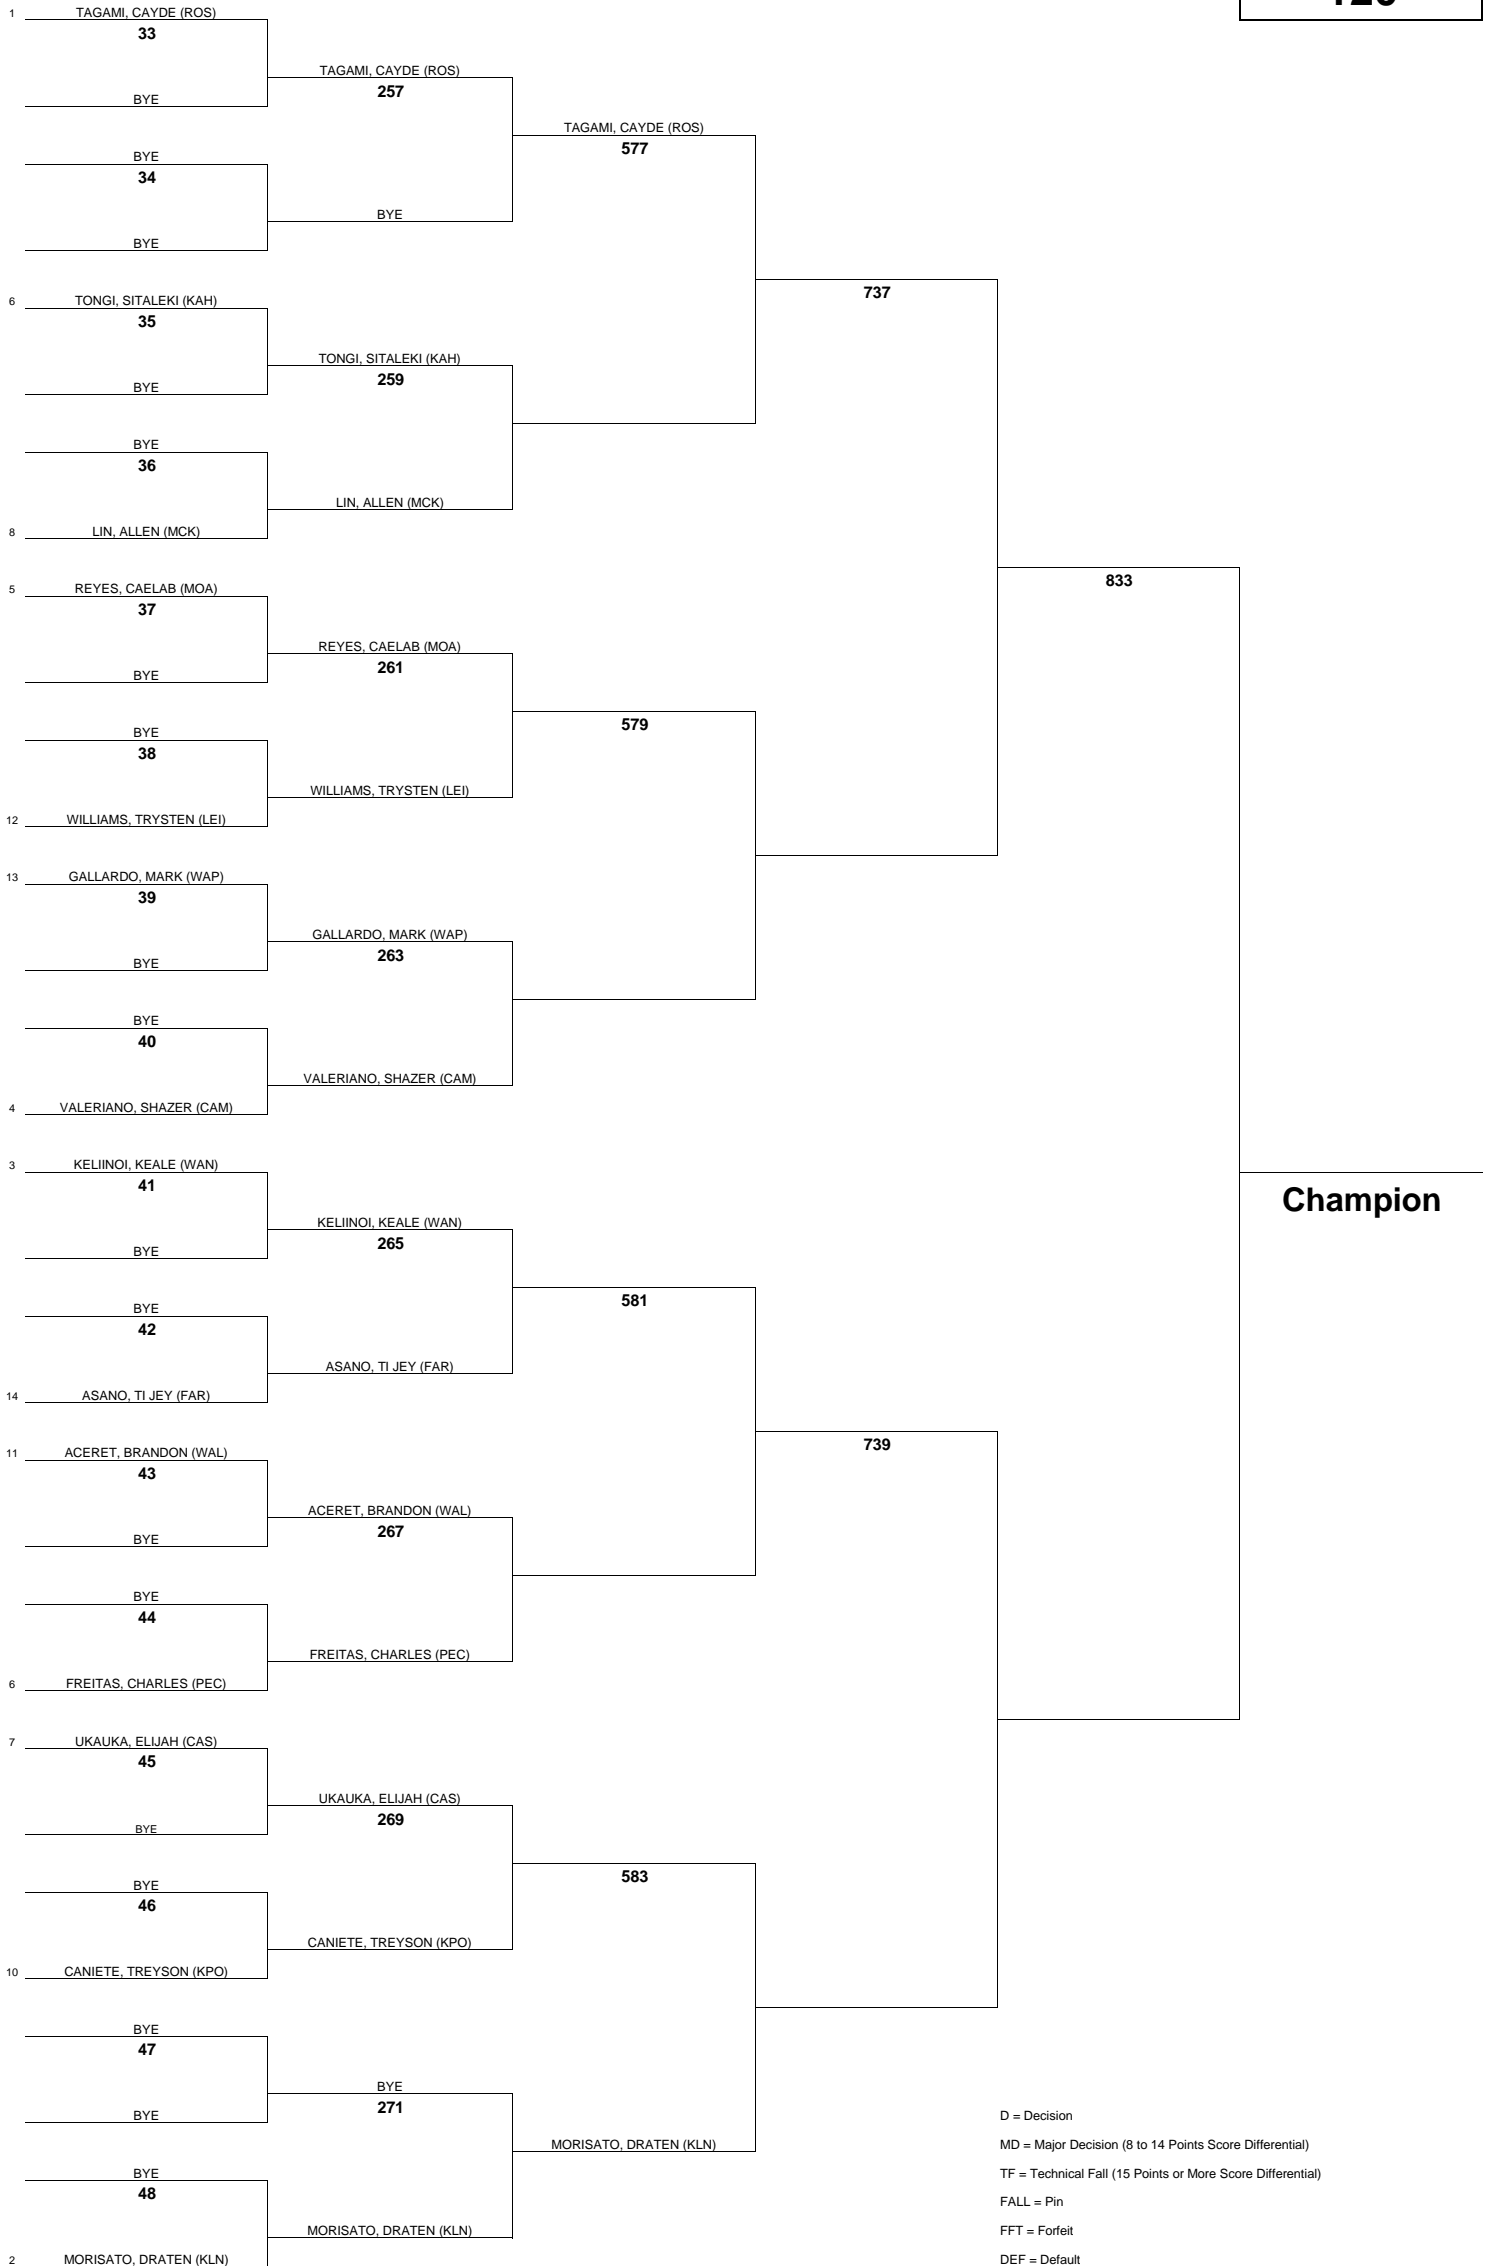 1 TAGAMI, CAYDE (ROS)
33
TAGAMI, CAYDE (ROS)
257
BYE
TAGAMI, CAYDE (ROS)
577
BYE
34
BYE
BYE
6 TONGI, SITALEKI (KAH)
35
737
TONGI, SITALEKI (KAH)
259
BYE
BYE
36
LIN, ALLEN (MCK)
8 LIN, ALLEN (MCK)
833
5 REYES, CAELAB (MOA)
37
REYES, CAELAB (MOA)
261
BYE
579
BYE
38
WILLIAMS, TRYSTEN (LEI)
12 WILLIAMS, TRYSTEN (LEI)
13 GALLARDO, MARK (WAP)
39
GALLARDO, MARK (WAP)
263
BYE
BYE
40
VALERIANO, SHAZER (CAM)
4 VALERIANO, SHAZER (CAM)
3 KELIINOI, KEALE (WAN)
41
Champion
KELIINOI, KEALE (WAN)
265
BYE
581
BYE
42
ASANO, TI JEY (FAR)
14 ASANO, TI JEY (FAR)
739
11 ACERET, BRANDON (WAL)
43
ACERET, BRANDON (WAL)
267
BYE
BYE
44
FREITAS, CHARLES (PEC)
6 FREITAS, CHARLES (PEC)
7 UKAUKA, ELIJAH (CAS)
45
UKAUKA, ELIJAH (CAS)
269
BYE
583
BYE
46
CANIETE, TREYSON (KPO)
10 CANIETE, TREYSON (KPO)
BYE
47
BYE
271
BYE
D = Decision
MORISATO, DRATEN (KLN)
MD = Major Decision (8 to 14 Points Score Differential)
BYE
TF = Technical Fall (15 Points or More Score Differential)
48
FALL = Pin
MORISATO, DRATEN (KLN)
FFT = Forfeit
2 MORISATO, DRATEN (KLN)
DEF = Default